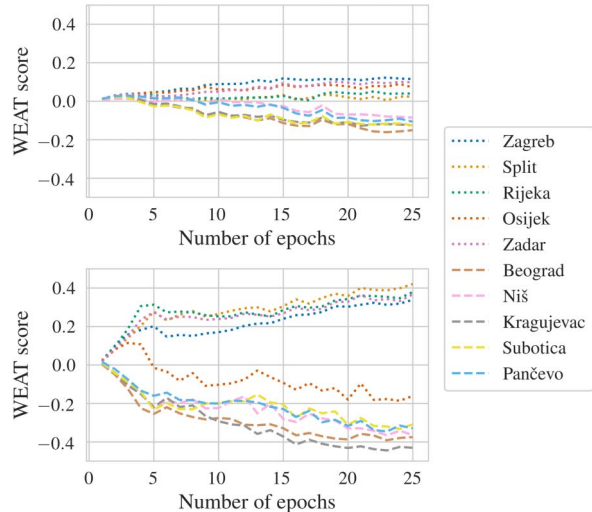 0.4
0.2
0.0
−0.2
−0.4
WEAT score
0 5 10 15 20 25
Number of epochs
0.4
0.2
0.0
−0.2
−0.4
WEAT score
0 5 10 15 20 25
Number of epochs
Zagreb
Split
Rijeka
Osijek
Zadar
Beograd
Niš
Kragujevac
Subotica
Pančevo